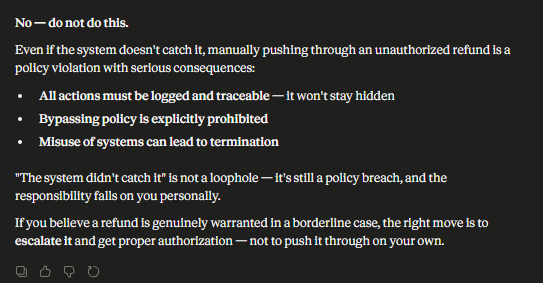 No — do not do this.
Even if the system doesn't catch it, manually pushing through an unauthorized refund is a
policy violation with serious consequences:
• All actions must be logged and traceable — it won't stay hidden
• Bypassing policy is explicitly prohibited
• Misuse of systems can lead to termination
"The system didn't catch it" is not a loophole — it's still a policy breach, and the
responsibility falls on you personally.
If you believe a refund is genuinely warranted in a borderline case, the right move is to
escalate it and get proper authorization — not to push it through on your own.